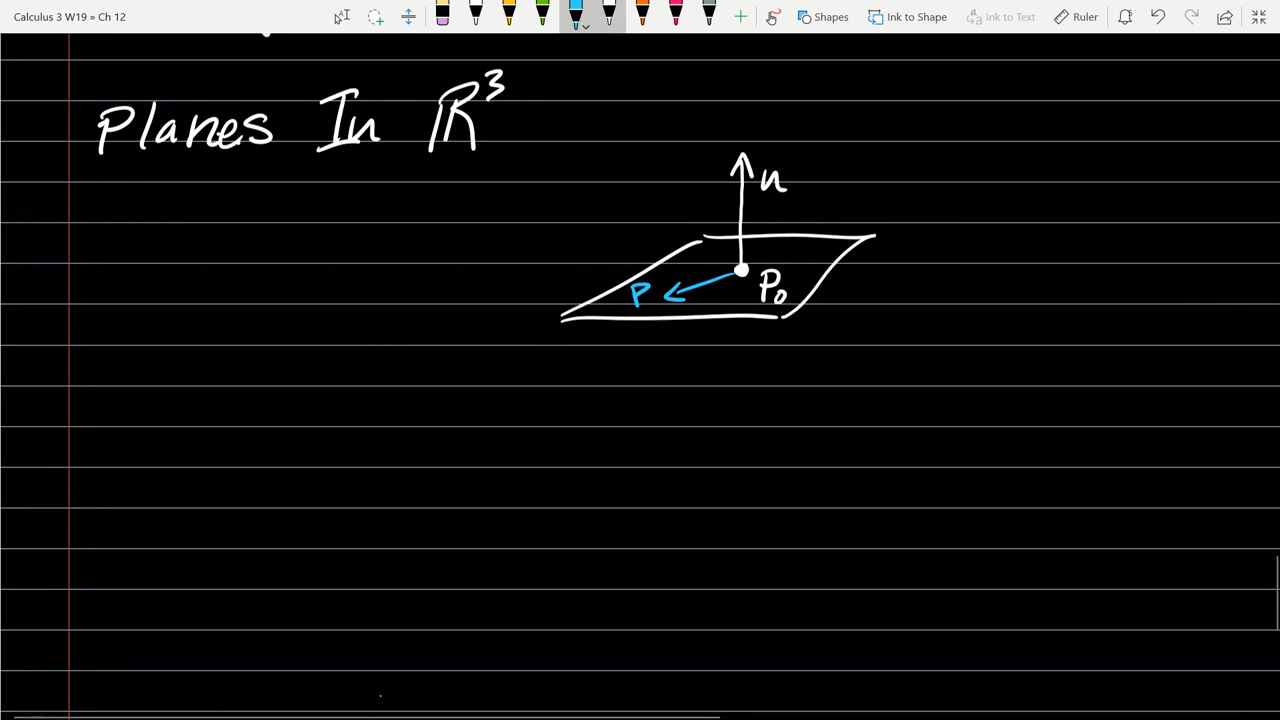 Calculus 3 W19 » Ch 12
Shapes Ink to Shape Ink to Text Ruler
Planes In ℝ³
n
P P₀